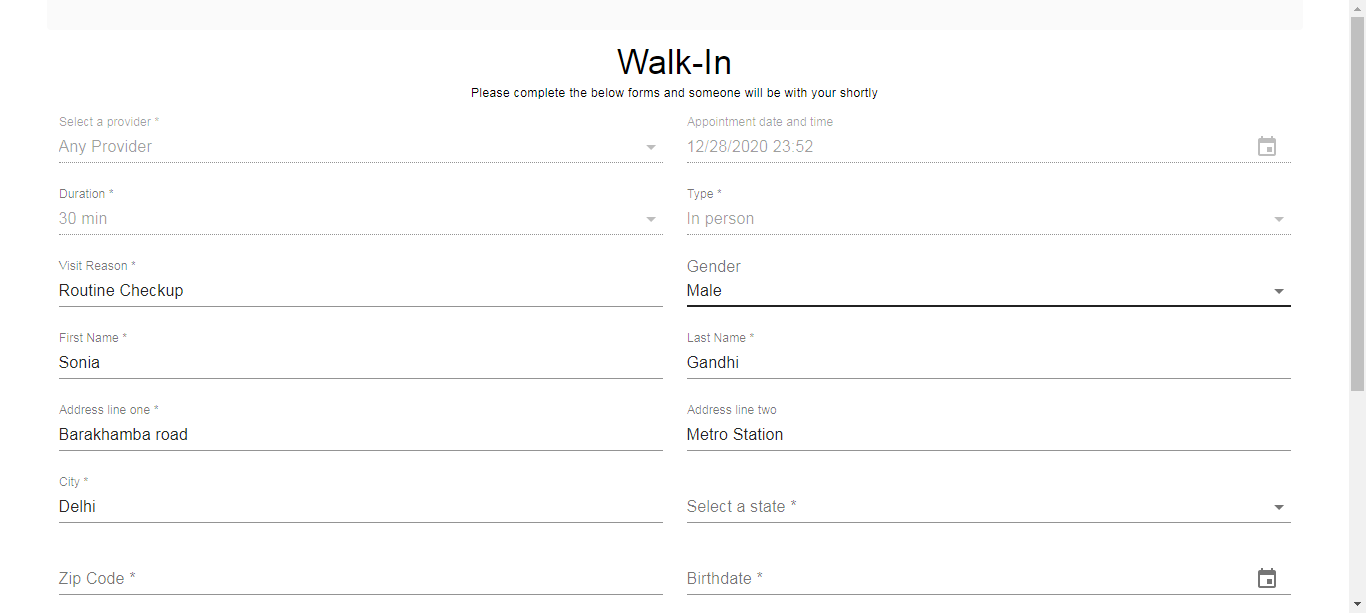 Walk-In
Please complete the below forms and someone will be with your shortly
Select a provider *
Appointment date and time
Any Provider
12/28/2020 23:52
Duration *
Type *
30 min
In person
Visit Reason *
Gender
Routine Checkup
Male
First Name *
Last Name *
Sonia
Gandhi
Address line one *
Address line two
Barakhamba road
Metro Station
City *
Delhi
Select a state *
Zip Code *
Birthdate *